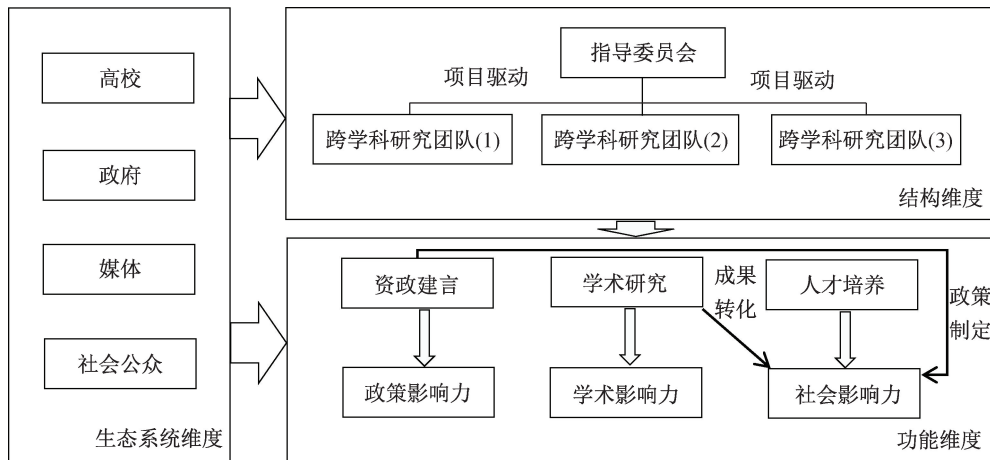 高校
政府
媒体
社会公众
生态系统维度
指导委员会
项目驱动
项目驱动
跨学科研究团队(1)
跨学科研究团队(2)
跨学科研究团队(3)
结构维度
资政建言
学术研究
成果
转化
人才培养
政策
制定
政策影响力
学术影响力
社会影响力
功能维度